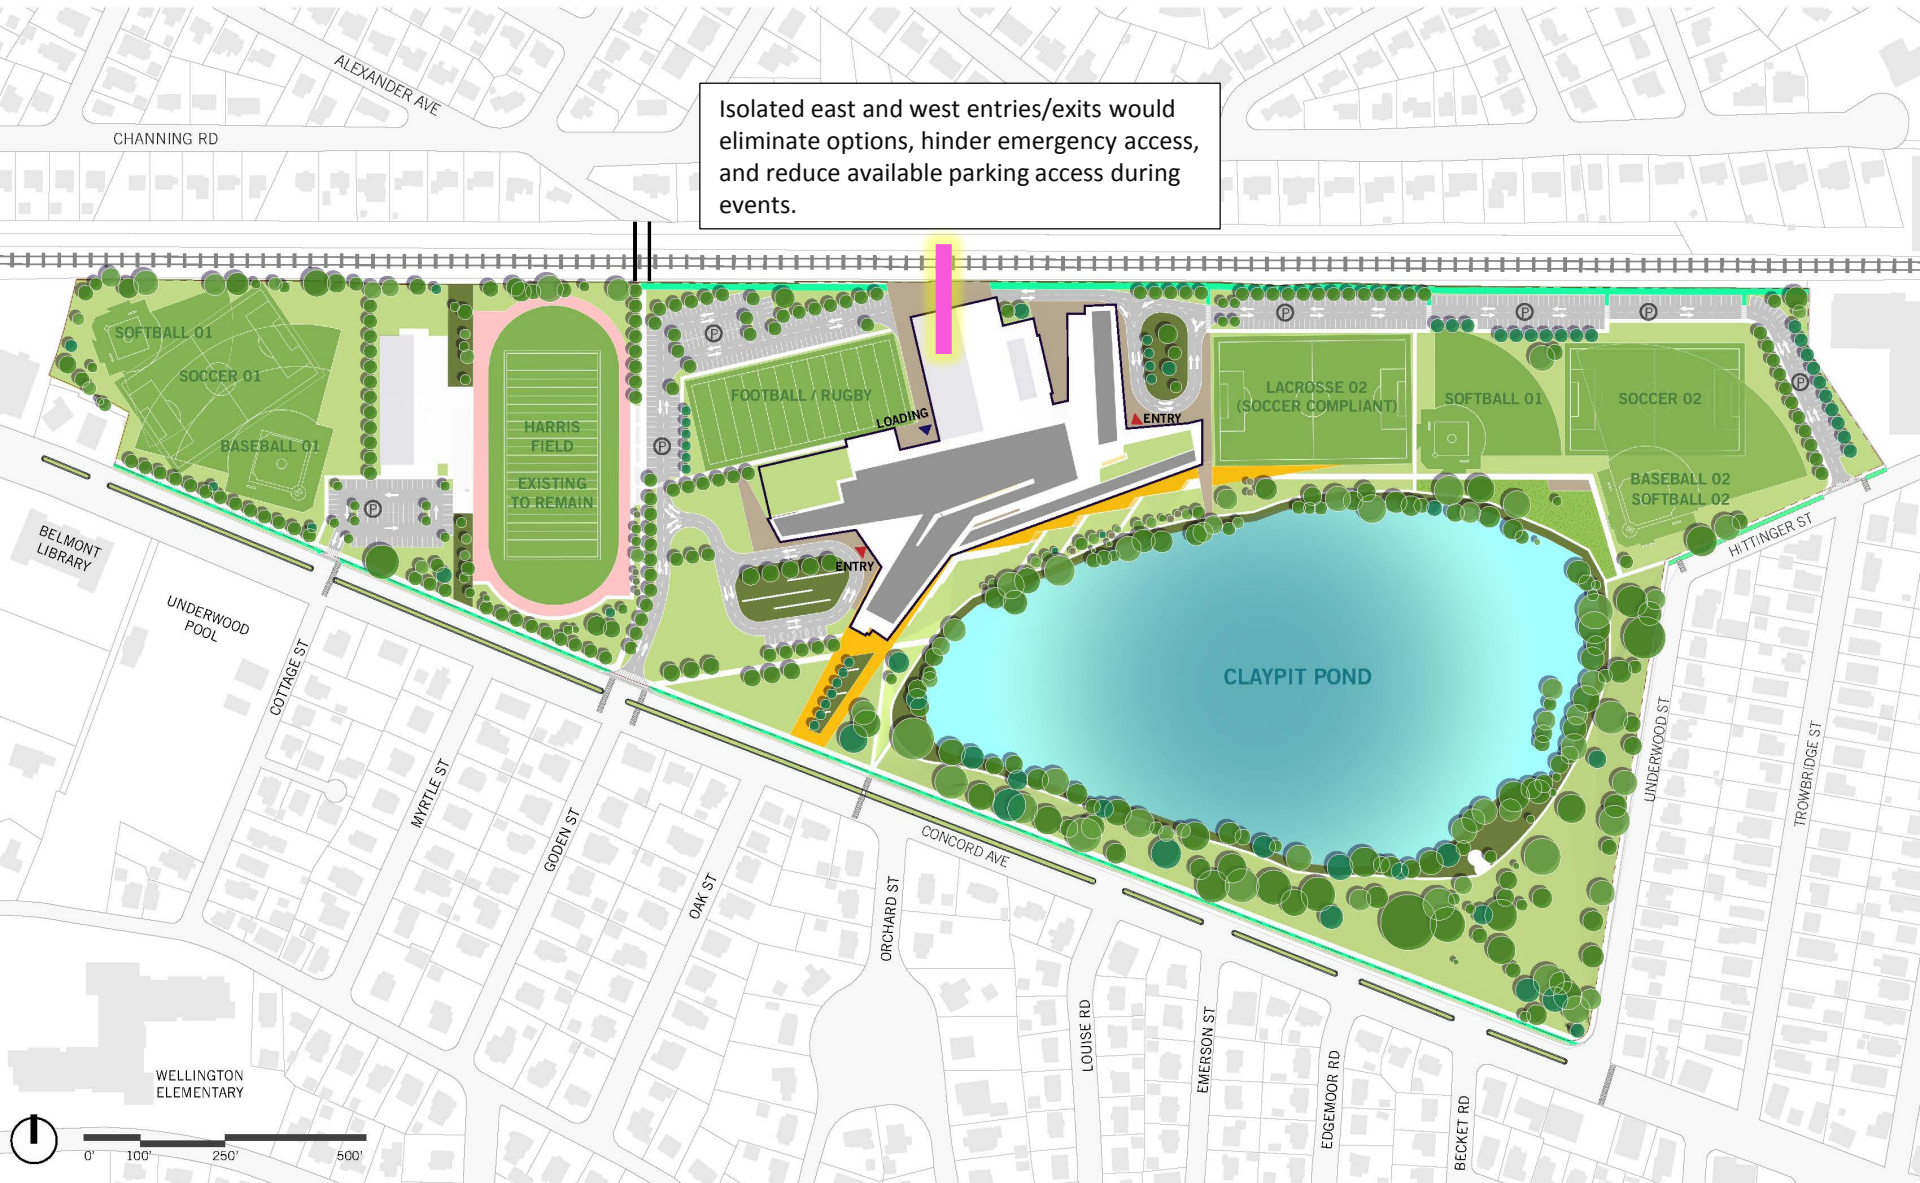 ALEXANDER AVE
CHANNING RD
Isolated east and west entries/exits would
eliminate options, hinder emergency access,
and reduce available parking access during
events.
SOFTBALL 01
SOCCER 01
BASEBALL 01
P
HARRIS
FIELD
EXISTING
TO REMAIN
P
P
FOOTBALL / RUGBY
LOADING
ENTRY
ENTRY
P
P
P
P
LACROSSE 02
(SOCCER COMPLIANT)
SOFTBALL 01
SOCCER 02
BASEBALL 02
SOFTBALL 02
HITTINGER ST
BELMONT
LIBRARY
UNDERWOOD
POOL
COTTAGE ST
MYRTLE ST
GODEN ST
OAK ST
ORCHARD ST
CONCORD AVE
CLAYPIT POND
UNDERWOOD ST
TROWBRIDGE ST
LOUISE RD
EMERSON ST
EDGEMOOR RD
BECKET RD
WELLINGTON
ELEMENTARY
0' 100' 250' 500'